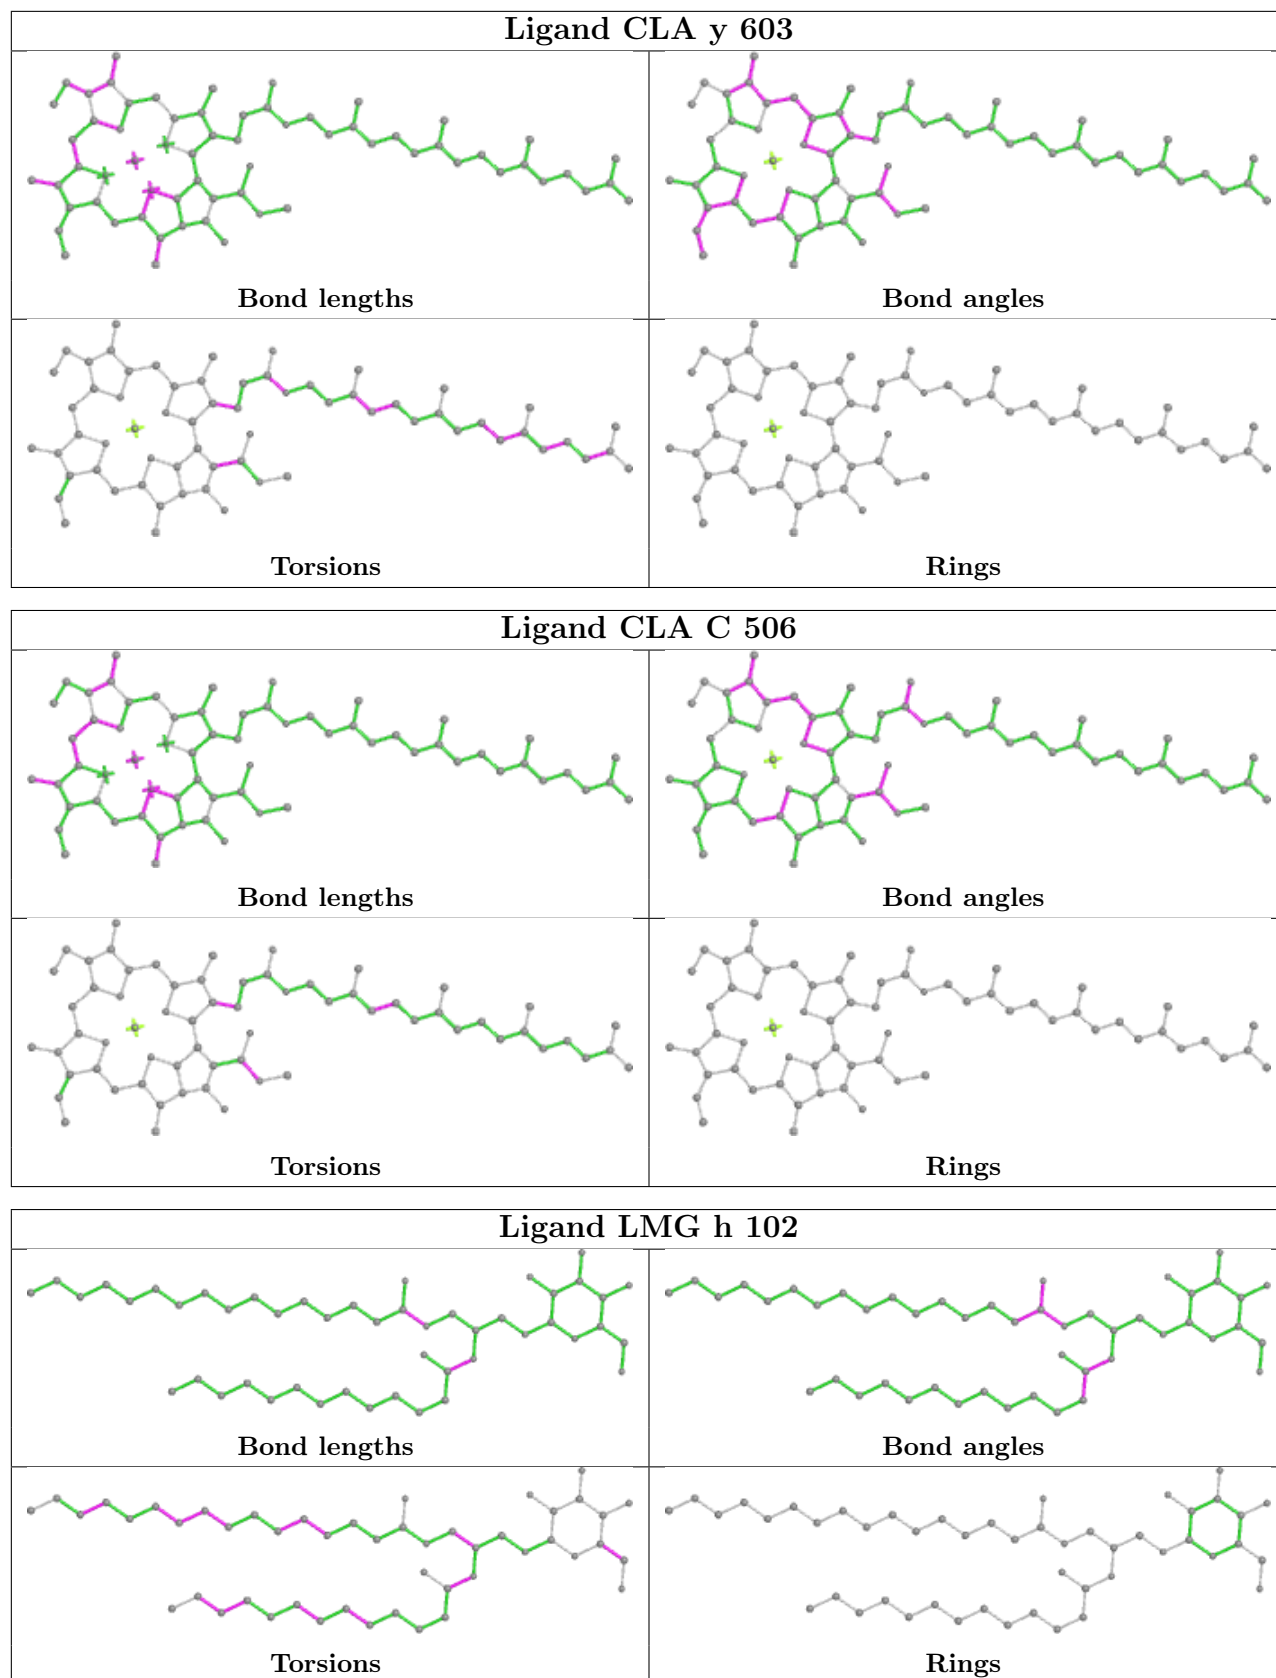 Ligand CLA y 603
Bond lengths
Bond angles
Torsions
Rings
Ligand CLA C 506
Bond lengths
Bond angles
Torsions
Rings
Ligand LMG h 102
Bond lengths
Bond angles
Torsions
Rings